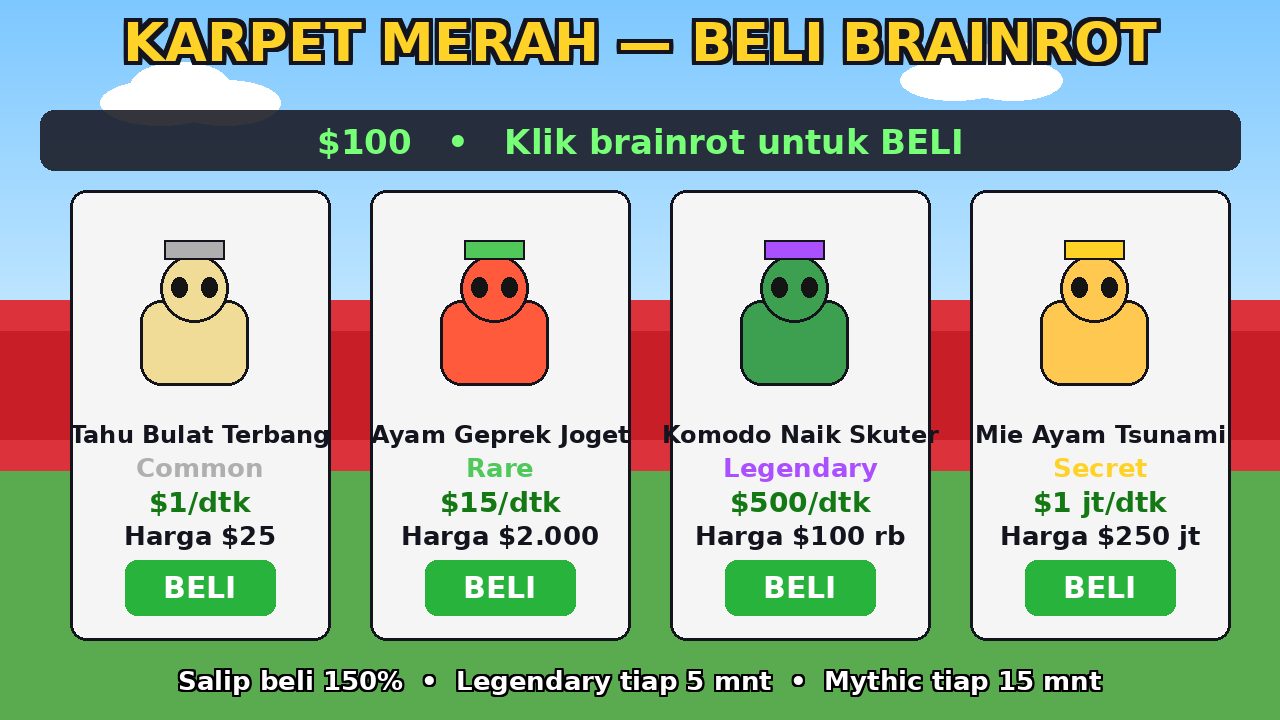 KARPET MERAH — BELI BRAINROT
$100 • Klik brainrot untuk BELI
Tahu Bulat Terbang
Common
$1/dtk
Harga $25
BELI
Ayam Geprek Joget
Rare
$15/dtk
Harga $2.000
BELI
Komodo Naik Skuter
Legendary
$500/dtk
Harga $100 rb
BELI
Mie Ayam Tsunami
Secret
$1 jt/dtk
Harga $250 jt
BELI
Salip beli 150% • Legendary tiap 5 mnt • Mythic tiap 15 mnt